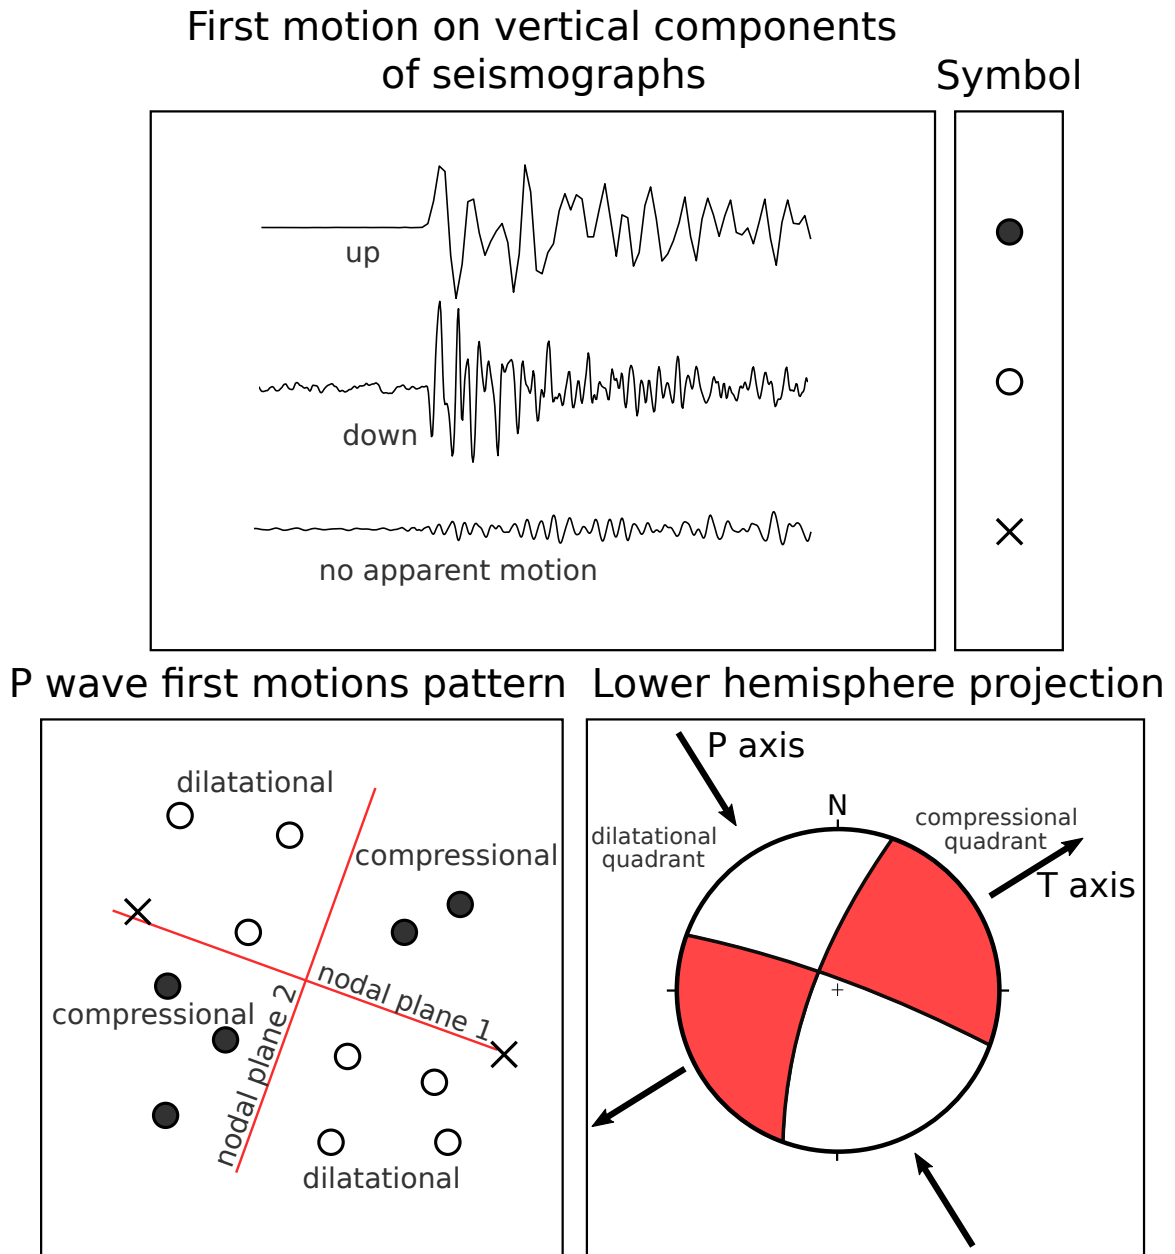 First motion on vertical components
of seismographs
Symbol
up
down
no apparent motion
P wave first motions pattern
Lower hemisphere projection
dilatational
compressional
nodal plane 1
compressional
nodal plane 2
dilatational
P axis
N
dilatational
quadrant
compressional
quadrant
T axis